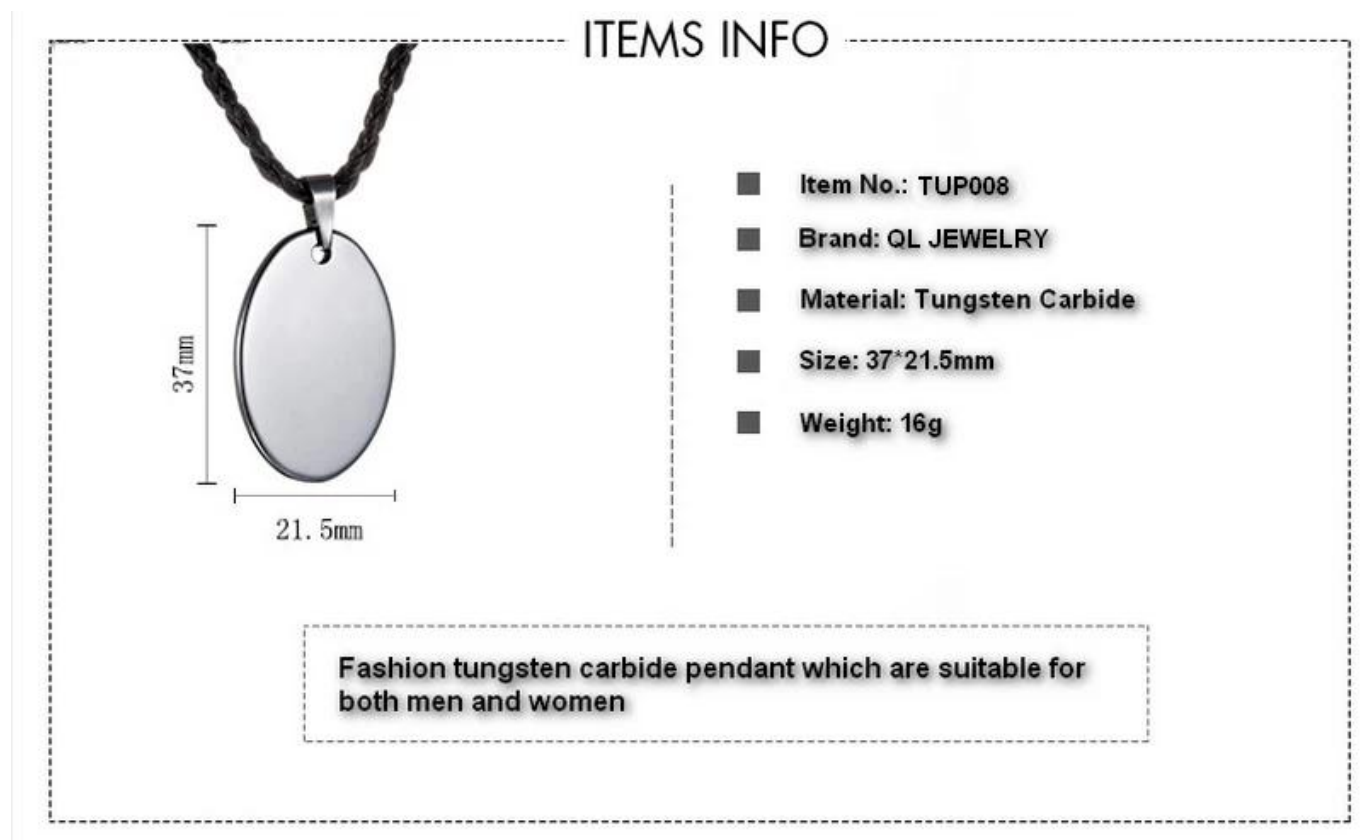 ITEMS INFO
37mm
21.5mm
Item No.: TUP008
Brand: QL JEWELRY
Material: Tungsten Carbide
Size: 37*21.5mm
Weight: 16g
Fashion tungsten carbide pendant which are suitable for
both men and women